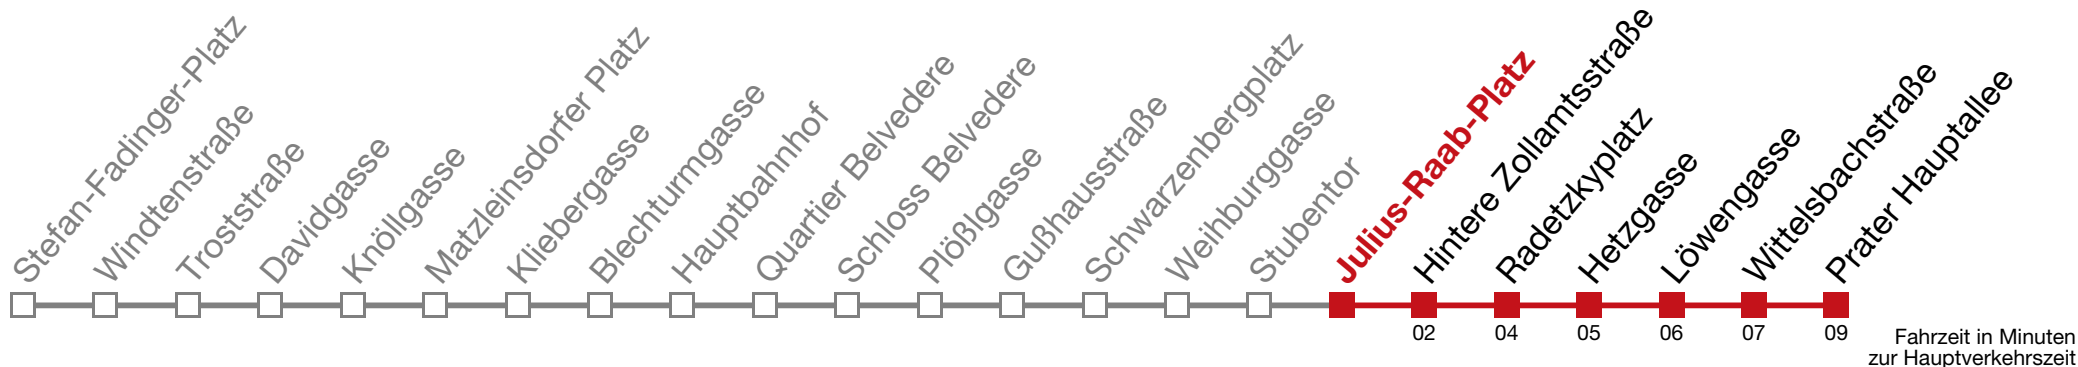 Stefan-Fadinger-Platz
Windtenstraße
Troststraße
Davidgasse
Knöllgasse
Matzleinsdorfer Platz
Kliebergasse
Blechturmgasse
Hauptbahnhof
Quartier Belvedere
Schloss Belvedere
Plößlgasse
Gußhausstraße
Schwarzenbergplatz
Weihburggasse
Stubentor
Julius-Raab-Platz
Hintere Zollamtsstraße
Radetzkyplatz
Hetzgasse
Löwengasse
Wittelsbachstraße
Prater Hauptallee
02 04 05 06 07 09
Fahrzeit in Minuten
zur Hauptverkehrszeit